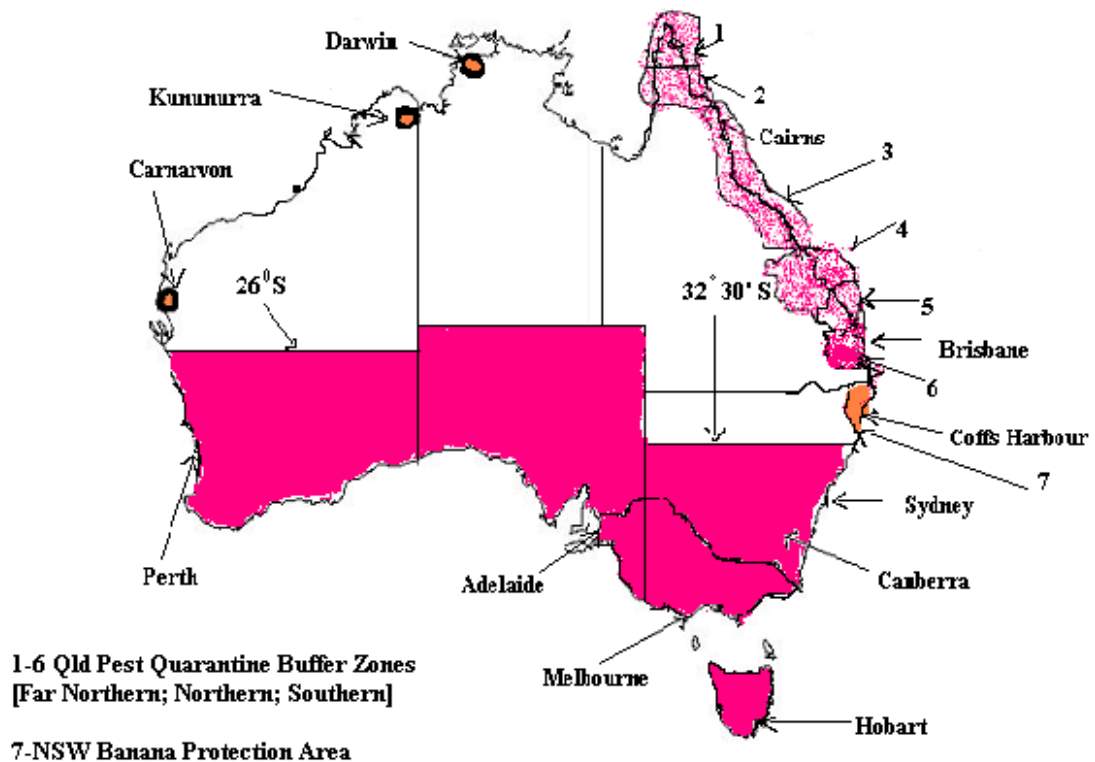 1
Darwin
2
Kununurra
Cairns
3
Carnarvon
4
26⁰S
32° 30' S
5
Brisbane
6
Coffs Harbour
7
Sydney
Perth
Adelaide
Canberra
1-6 Qld Pest Quarantine Buffer Zones
Melbourne
[Far Northern; Northern; Southern]
Hobart
7-NSW Banana Protection Area